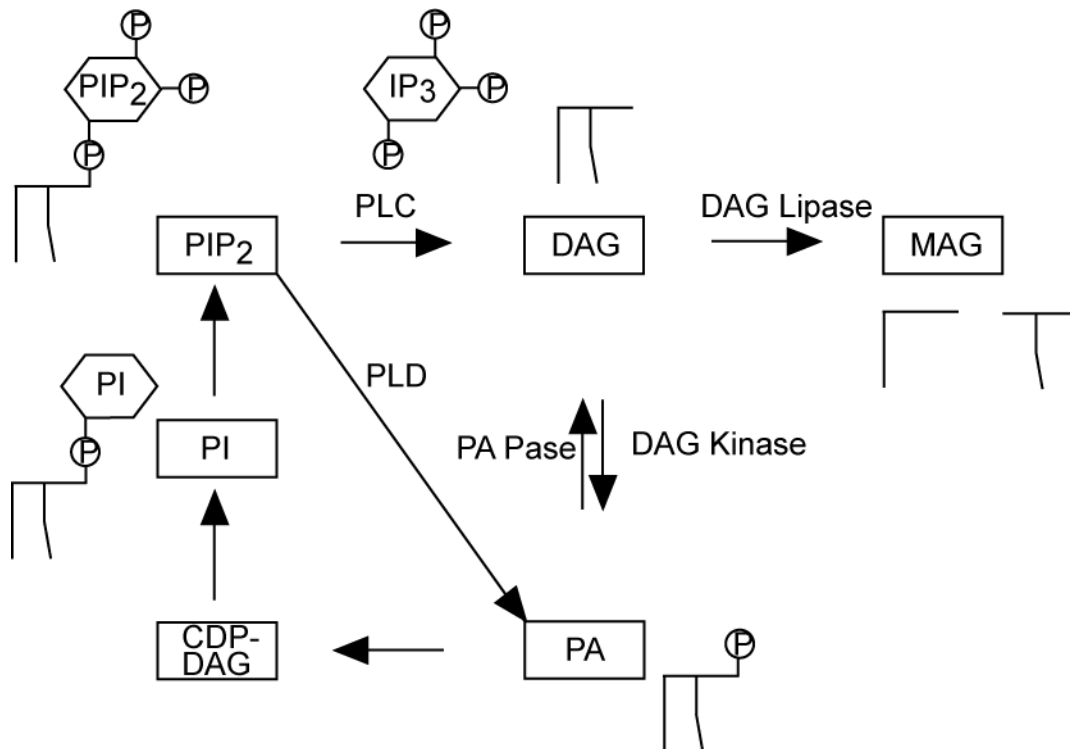 P
PIP2
P
P
P
IP3
P
P
PLC
DAG Lipase
PIP2
DAG
MAG
PI
P
PLD
PI
PA Pase
DAG Kinase
CDP-
DAG
PA
P